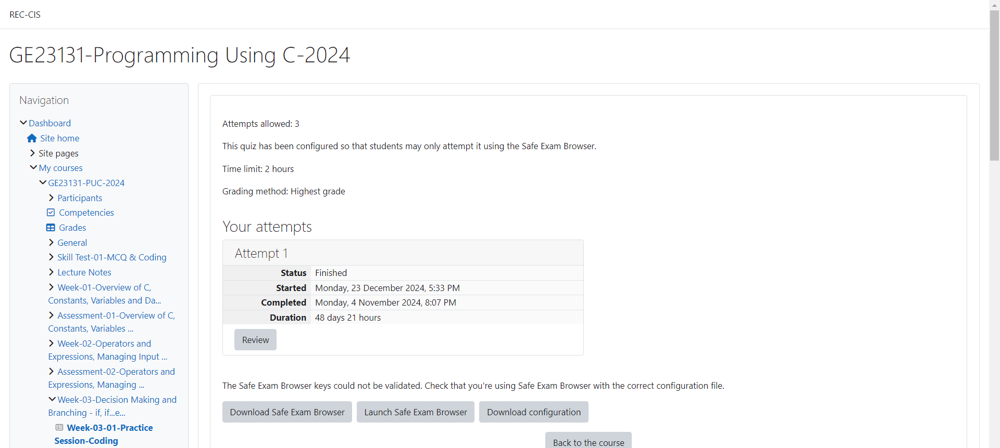 REC-CIS
GE23131-Programming Using C-2024
Navigation
Dashboard
Site home
Site pages
My courses
GE23131-PUC-2024
Participants
Competencies
Grades
General
Skill Test-01-MCQ & Coding
Lecture Notes
Week-01-Overview of C,
Constants, Variables and Da...
Assessment-01-Overview of C,
Constants, Variables ...
Week-02-Operators and
Expressions, Managing Input ...
Assessment-02-Operators and
Expressions, Managing ...
Week-03-Decision Making and
Branching - if, if...e...
Week-03-01-Practice
Session-Coding
Attempts allowed: 3
This quiz has been configured so that students may only attempt it using the Safe Exam Browser.
Time limit: 2 hours
Grading method: Highest grade
Your attempts
Attempt 1
Status Finished
Started Monday, 23 December 2024, 5:33 PM
Completed Monday, 4 November 2024, 8:07 PM
Duration 48 days 21 hours
Review
The Safe Exam Browser keys could not be validated. Check that you're using Safe Exam Browser with the correct configuration file.
Download Safe Exam Browser Launch Safe Exam Browser Download configuration
Back to the course